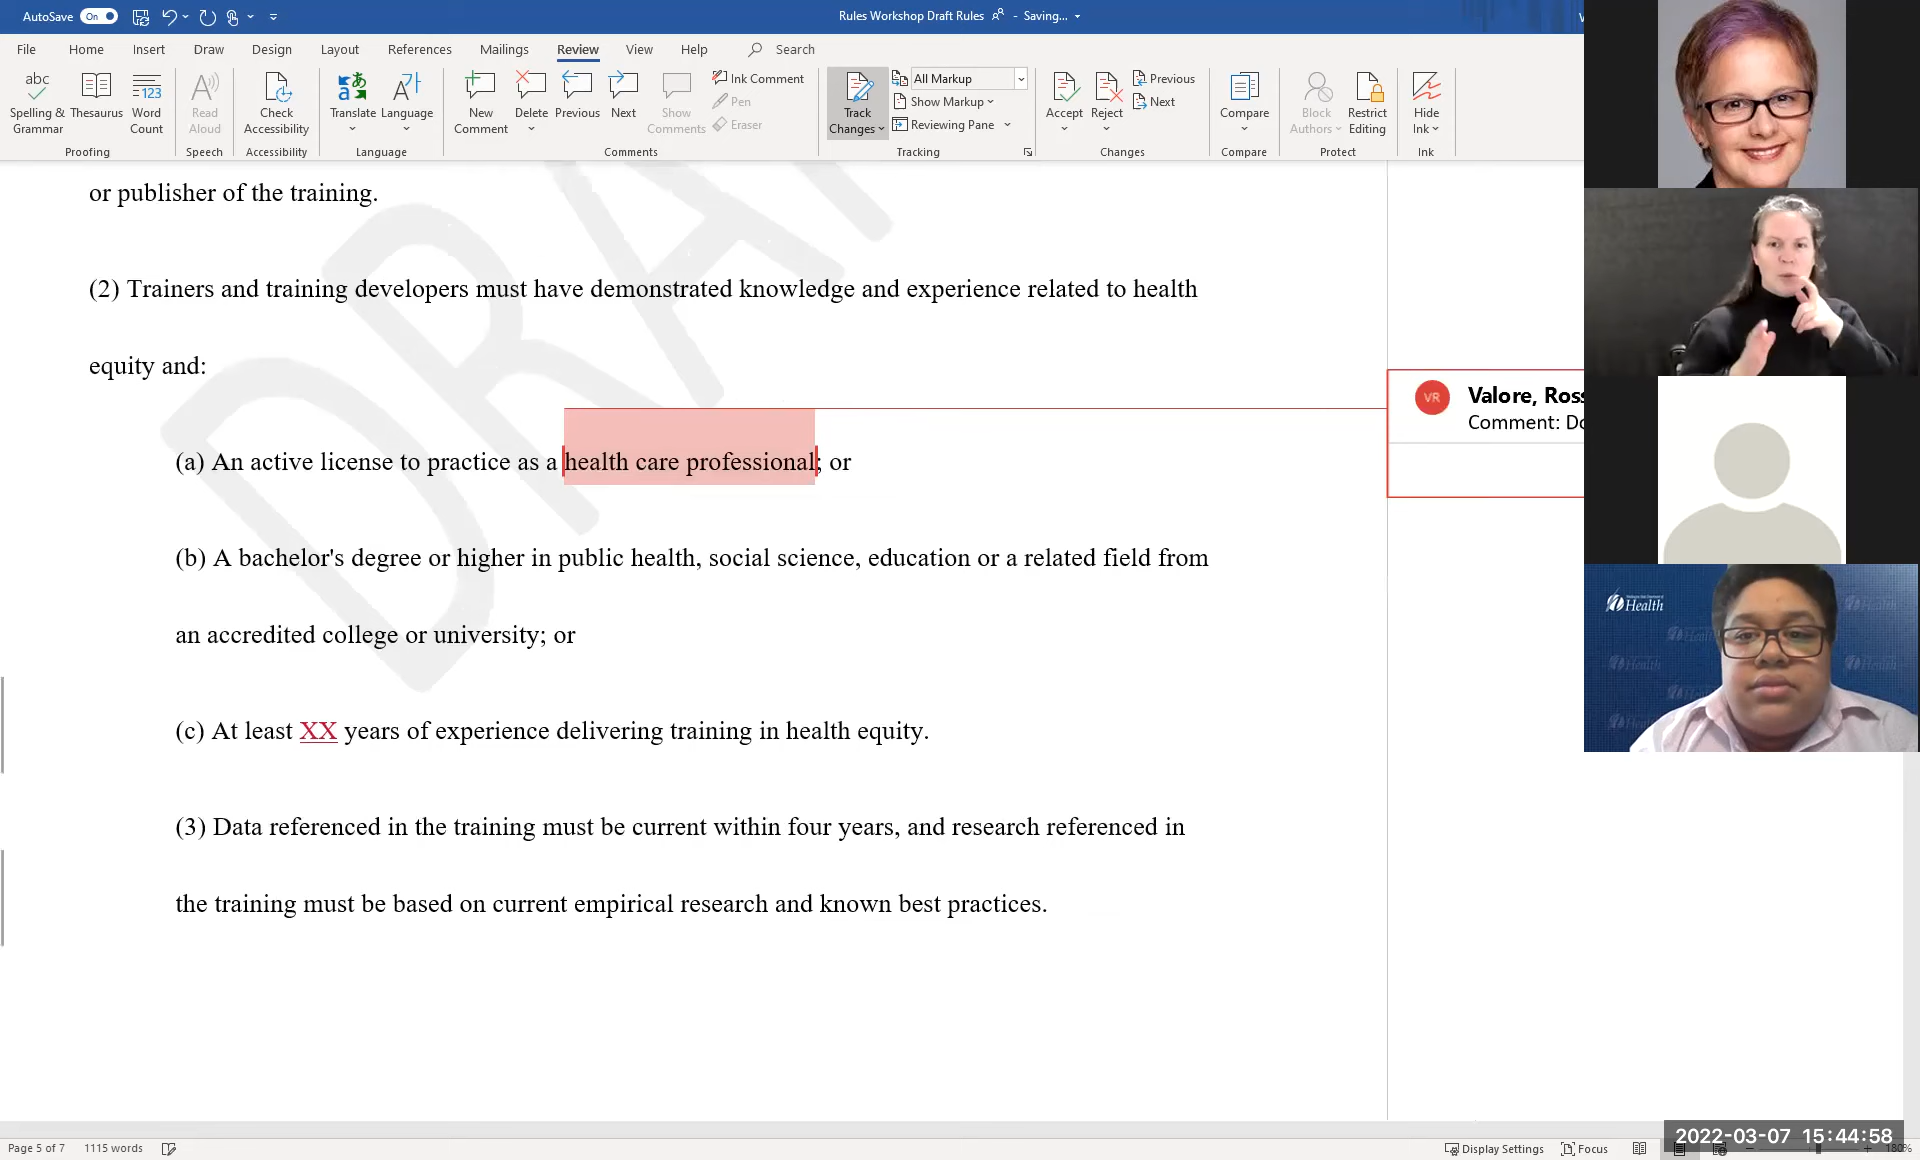 AutoSave On Rules Workshop Draft Rules - Saving...
File Home Insert Draw Design Layout References Mailings Review View Help Search
abc Spelling & Grammar Thesaurus 123 Word Count Read Aloud Check Accessibility Translate Language New Comment Delete Previous Next Show Comments Ink Comment Pen Eraser Track Changes All Markup Show Markup Reviewing Pane Accept Reject Previous Next Compare Block Authors Restrict Editing Hide Ink
Proofing Speech Accessibility Language Comments Tracking Changes Compare Protect Ink
DRA
or publisher of the training.
(2) Trainers and training developers must have demonstrated knowledge and experience related to health
equity and:
(a) An active license to practice as a health care professional; or
(b) A bachelor's degree or higher in public health, social science, education or a related field from
an accredited college or university; or
(c) At least XX years of experience delivering training in health equity.
(3) Data referenced in the training must be current within four years, and research referenced in
the training must be based on current empirical research and known best practices.
VR Valore, Ross
Comment: Do
Health
Health
Health
Health
Health
Page 5 of 7 1115 words Display Settings Focus 180%
2022-03-07 15:44:58